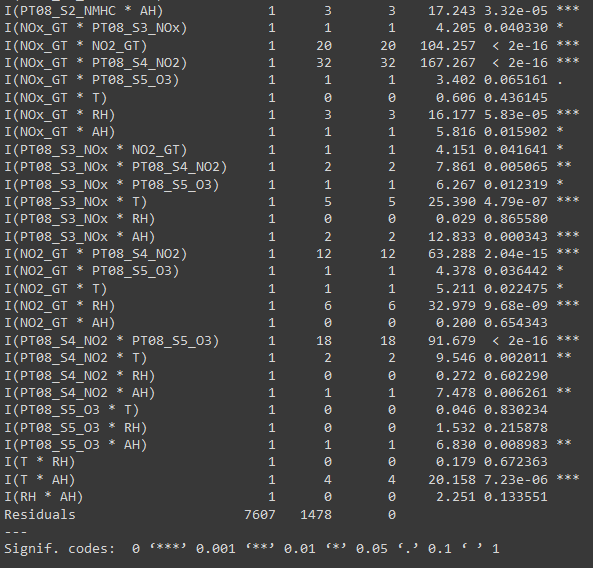 I(PT08_S2_NMHC * AH) 1 3 3 17.243 3.32e-05 ***
I(NOx_GT * PT08_S3_NOx) 1 1 1 4.205 0.040330 *
I(NOx_GT * NO2_GT) 1 20 20 104.257 < 2e-16 ***
I(NOx_GT * PT08_S4_NO2) 1 32 32 167.267 < 2e-16 ***
I(NOx_GT * PT08_S5_O3) 1 1 1 3.402 0.065161 .
I(NOx_GT * T) 1 0 0 0.606 0.436145
I(NOx_GT * RH) 1 3 3 16.177 5.83e-05 ***
I(NOx_GT * AH) 1 1 1 5.816 0.015902 *
I(PT08_S3_NOx * NO2_GT) 1 1 1 4.151 0.041641 *
I(PT08_S3_NOx * PT08_S4_NO2) 1 2 2 7.861 0.005065 **
I(PT08_S3_NOx * PT08_S5_O3) 1 1 1 6.267 0.012319 *
I(PT08_S3_NOx * T) 1 5 5 25.390 4.79e-07 ***
I(PT08_S3_NOx * RH) 1 0 0 0.029 0.865580
I(PT08_S3_NOx * AH) 1 2 2 12.833 0.000343 ***
I(NO2_GT * PT08_S4_NO2) 1 12 12 63.288 2.04e-15 ***
I(NO2_GT * PT08_S5_O3) 1 1 1 4.378 0.036442 *
I(NO2_GT * T) 1 1 1 5.211 0.022475 *
I(NO2_GT * RH) 1 6 6 32.979 9.68e-09 ***
I(NO2_GT * AH) 1 0 0 0.200 0.654343
I(PT08_S4_NO2 * PT08_S5_O3) 1 18 18 91.679 < 2e-16 ***
I(PT08_S4_NO2 * T) 1 2 2 9.546 0.002011 **
I(PT08_S4_NO2 * RH) 1 0 0 0.272 0.602290
I(PT08_S4_NO2 * AH) 1 1 1 7.478 0.006261 **
I(PT08_S5_O3 * T) 1 0 0 0.046 0.830234
I(PT08_S5_O3 * RH) 1 0 0 1.532 0.215878
I(PT08_S5_O3 * AH) 1 1 1 6.830 0.008983 **
I(T * RH) 1 0 0 0.179 0.672363
I(T * AH) 1 4 4 20.158 7.23e-06 ***
I(RH * AH) 1 0 0 2.251 0.133551
Residuals 7607 1478 0
---
Signif. codes: 0 ‘***’ 0.001 ‘**’ 0.01 ‘*’ 0.05 ‘.’ 0.1 ‘ ’ 1